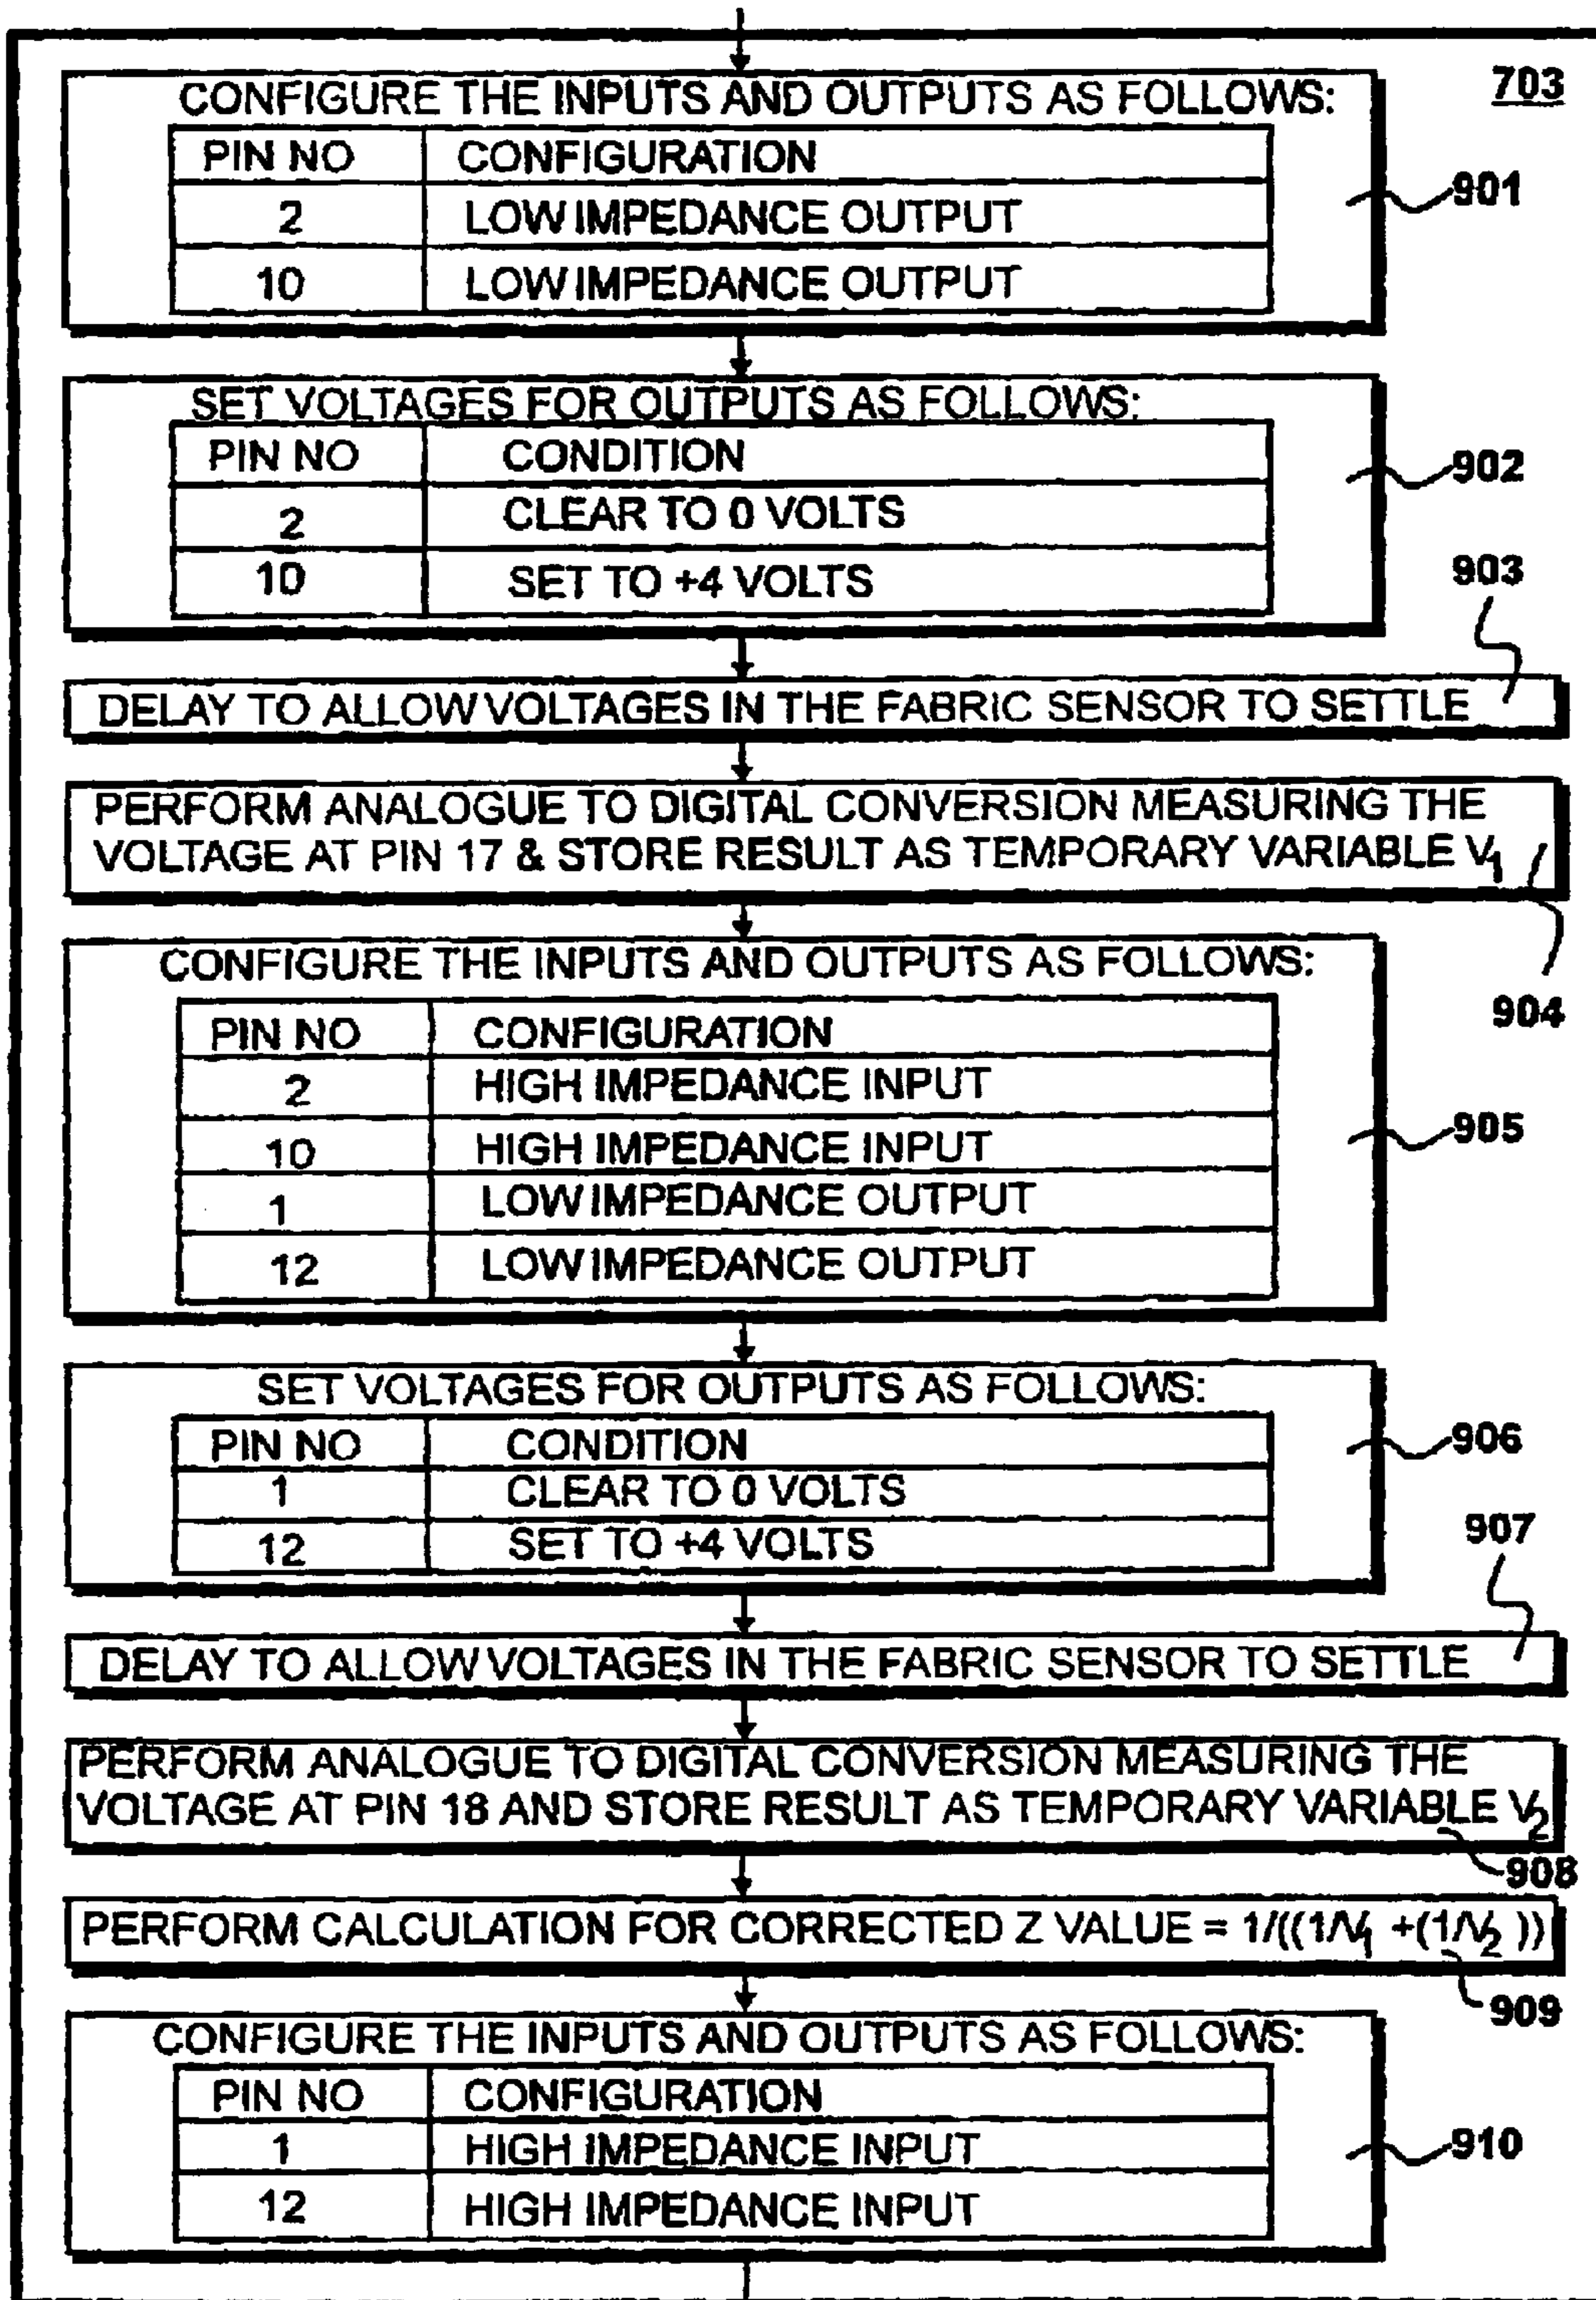 703
CONFIGURE THE INPUTS AND OUTPUTS AS FOLLOWS:
PIN NO CONFIGURATION
2 LOW IMPEDANCE OUTPUT
10 LOW IMPEDANCE OUTPUT
901
SET VOLTAGES FOR OUTPUTS AS FOLLOWS:
PIN NO CONDITION
2 CLEAR TO 0 VOLTS
10 SET TO +4 VOLTS
902
903
DELAY TO ALLOW VOLTAGES IN THE FABRIC SENSOR TO SETTLE
PERFORM ANALOGUE TO DIGITAL CONVERSION MEASURING THE
VOLTAGE AT PIN 17 & STORE RESULT AS TEMPORARY VARIABLE V1
904
CONFIGURE THE INPUTS AND OUTPUTS AS FOLLOWS:
PIN NO CONFIGURATION
2 HIGH IMPEDANCE INPUT
10 HIGH IMPEDANCE INPUT
1 LOW IMPEDANCE OUTPUT
12 LOW IMPEDANCE OUTPUT
905
SET VOLTAGES FOR OUTPUTS AS FOLLOWS:
PIN NO CONDITION
1 CLEAR TO 0 VOLTS
12 SET TO +4 VOLTS
906
907
DELAY TO ALLOW VOLTAGES IN THE FABRIC SENSOR TO SETTLE
PERFORM ANALOGUE TO DIGITAL CONVERSION MEASURING THE
VOLTAGE AT PIN 18 AND STORE RESULT AS TEMPORARY VARIABLE V2
908
PERFORM CALCULATION FOR CORRECTED Z VALUE = 1/((1/V1 +(1/V2 ))
909
CONFIGURE THE INPUTS AND OUTPUTS AS FOLLOWS:
PIN NO CONFIGURATION
1 HIGH IMPEDANCE INPUT
12 HIGH IMPEDANCE INPUT
910